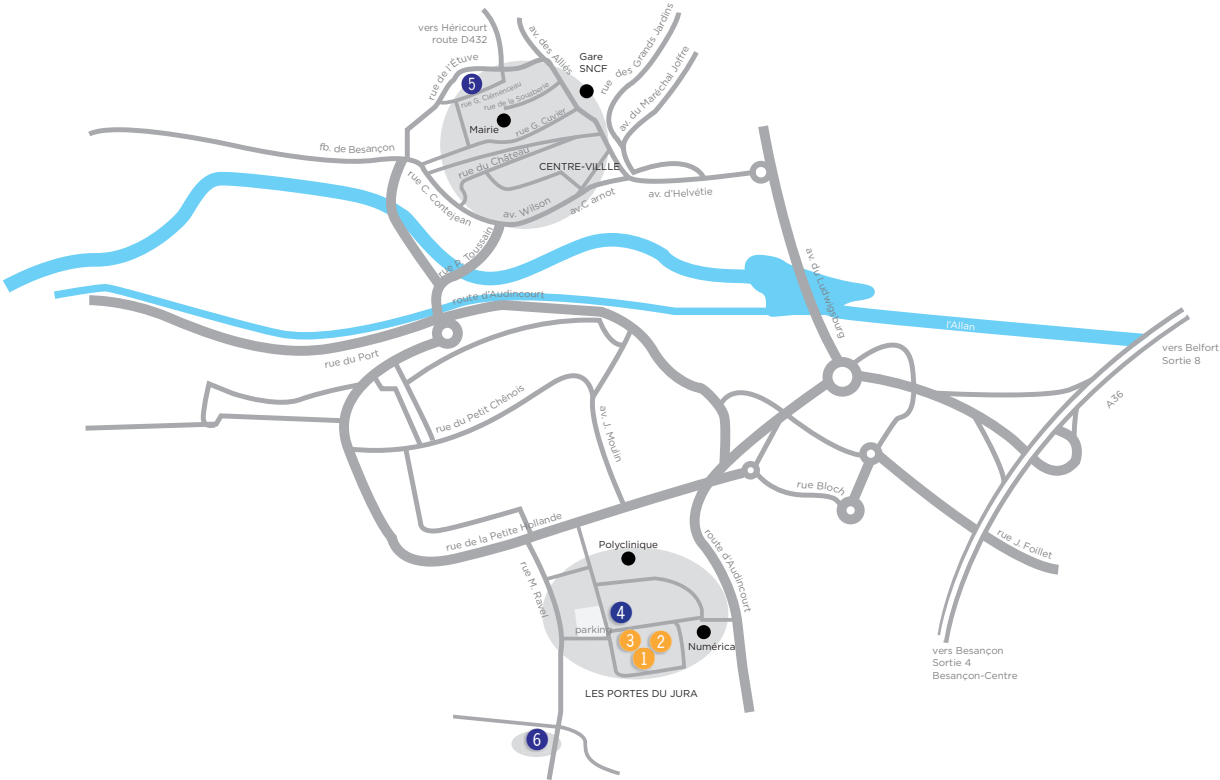 vers Héricourt
route D432
av. des Alliés
Gare
SNCF
rue des Grands Jardins
av. du Maréchal Joffre
rue de l'Étuve
5
rue G. Clémenceau
rue de la Sousberie
Mairie
rue G. Cuvier
fb. de Besançon
rue du Château
CENTRE-VILLLE
rue C. Contejean
av. Wilson
av.C arnot
av. d'Helvétie
rue P. Toussain
av. du Ludwigsburg
route d'Audincourt
l'Allan
vers Belfort
Sortie 8
rue du Port
A36
rue du Petit Chênois
av. J. Moulin
rue Bloch
rue de la Petite Hollande
rue J. Foillet
Polyclinique
route d'Audincourt
rue M. Ravel
4
parking
3
2
1
Numérica
vers Besançon
Sortie 4
Besançon-Centre
LES PORTES DU JURA
6